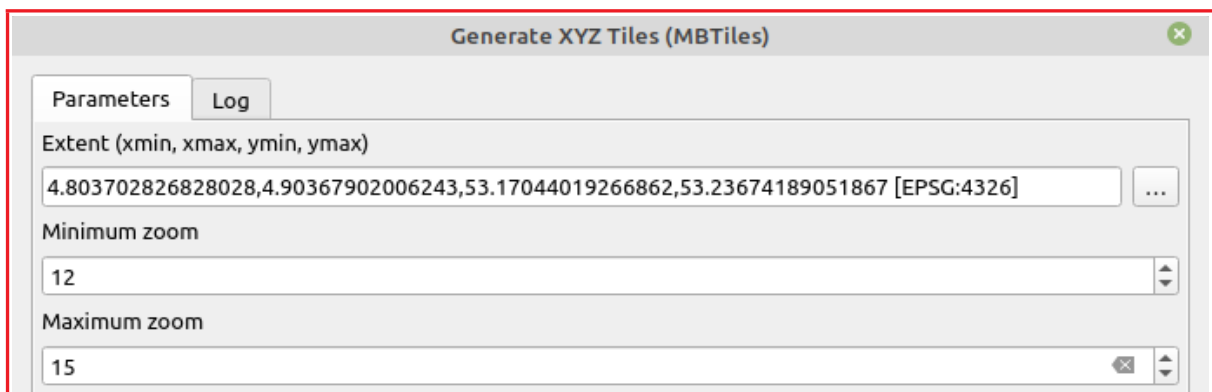 Generate XYZ Tiles (MBTiles)
Parameters Log
Extent (xmin, xmax, ymin, ymax)
4.803702826828028,4.90367902006243,53.17044019266862,53.23674189051867 [EPSG:4326]
...
Minimum zoom
12
Maximum zoom
15